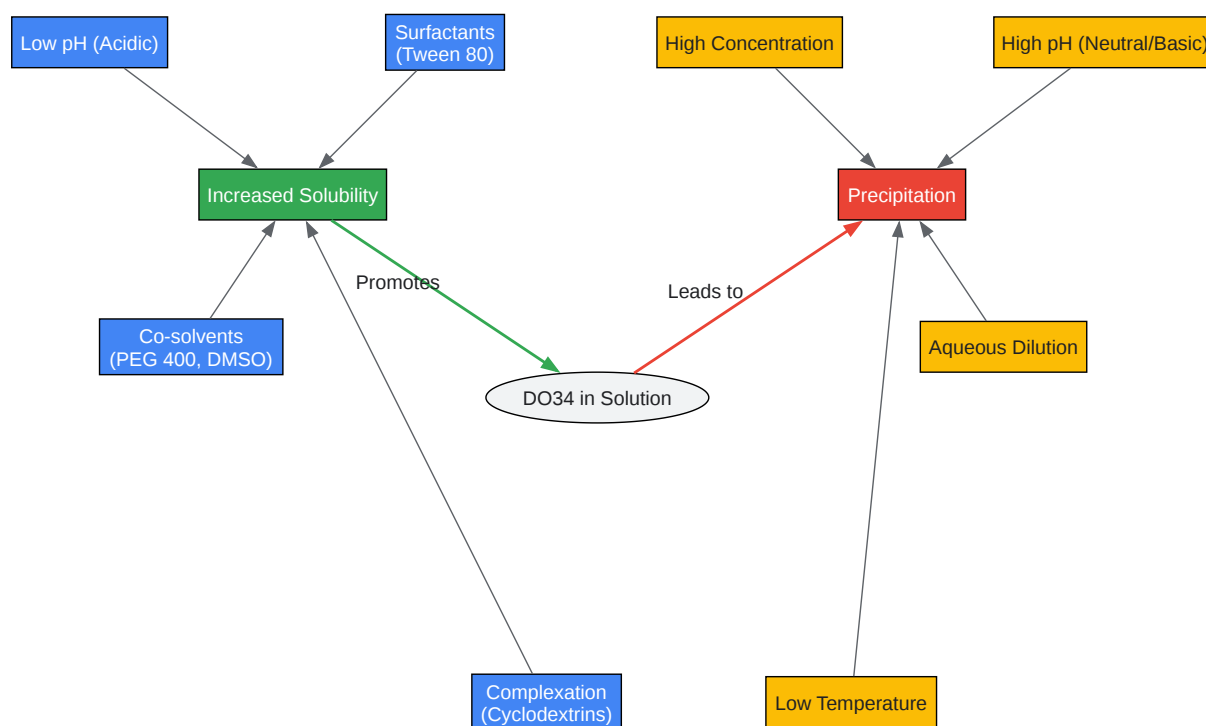 Low pH (Acidic)
Surfactants
(Tween 80)
High Concentration
High pH (Neutral/Basic)
Increased Solubility
Precipitation
Promotes
Leads to
Co-solvents
(PEG 400, DMSO)
Aqueous Dilution
DO34 in Solution
Complexation
(Cyclodextrins)
Low Temperature